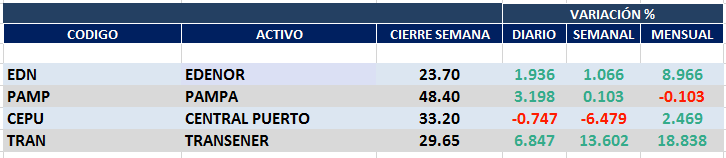 VARIACIÓN %
CODIGO ACTIVO CIERRE SEMANA DIARIO SEMANAL MENSUAL
EDN EDENOR 23.70 1.936 1.066 8.966
PAMP PAMPA 48.40 3.198 0.103 -0.103
CEPU CENTRAL PUERTO 33.20 -0.747 -6.479 2.469
TRAN TRANSENER 29.65 6.847 13.602 18.838